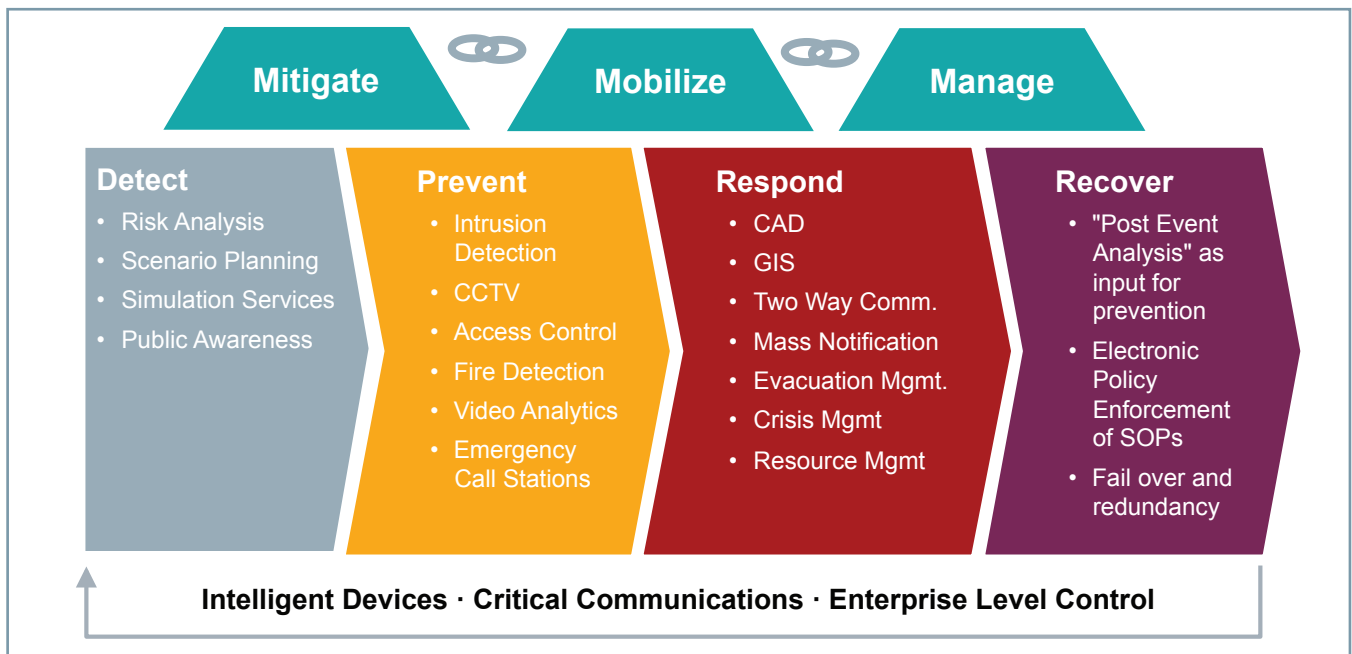 Mitigate
Mobilize
Manage
Detect
• Risk Analysis
• Scenario Planning
• Simulation Services
• Public Awareness
Prevent
• Intrusion
Detection
• CCTV
• Access Control
• Fire Detection
• Video Analytics
• Emergency
Call Stations
Respond
• CAD
• GIS
• Two Way Comm.
• Mass Notification
• Evacuation Mgmt.
• Crisis Mgmt
• Resource Mgmt
Recover
• "Post Event
Analysis" as
input for
prevention
• Electronic
Policy
Enforcement
of SOPs
• Fail over and
redundancy
Intelligent Devices · Critical Communications · Enterprise Level Control